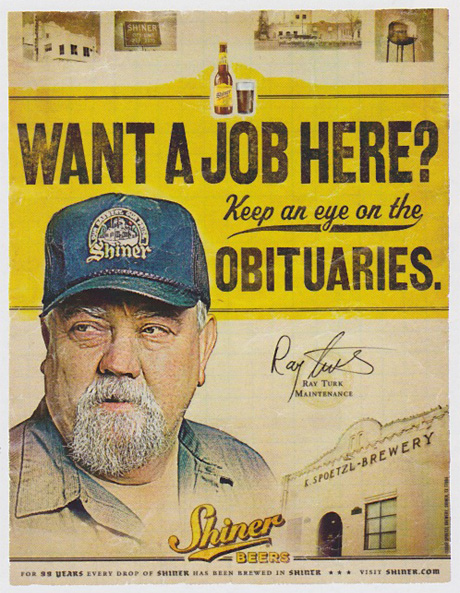 SHINER
Shiner
WANT A JOB HERE?
Keep an eye on the
OBITUARIES.
Shiner
Ray Turk
RAY TURK
MAINTENANCE
K. SPOETZL-BREWERY
Shiner
BEERS
FOR 99 YEARS EVERY DROP OF SHINER HAS BEEN BREWED IN SHINER ★ ★ ★ VISIT SHINER.COM